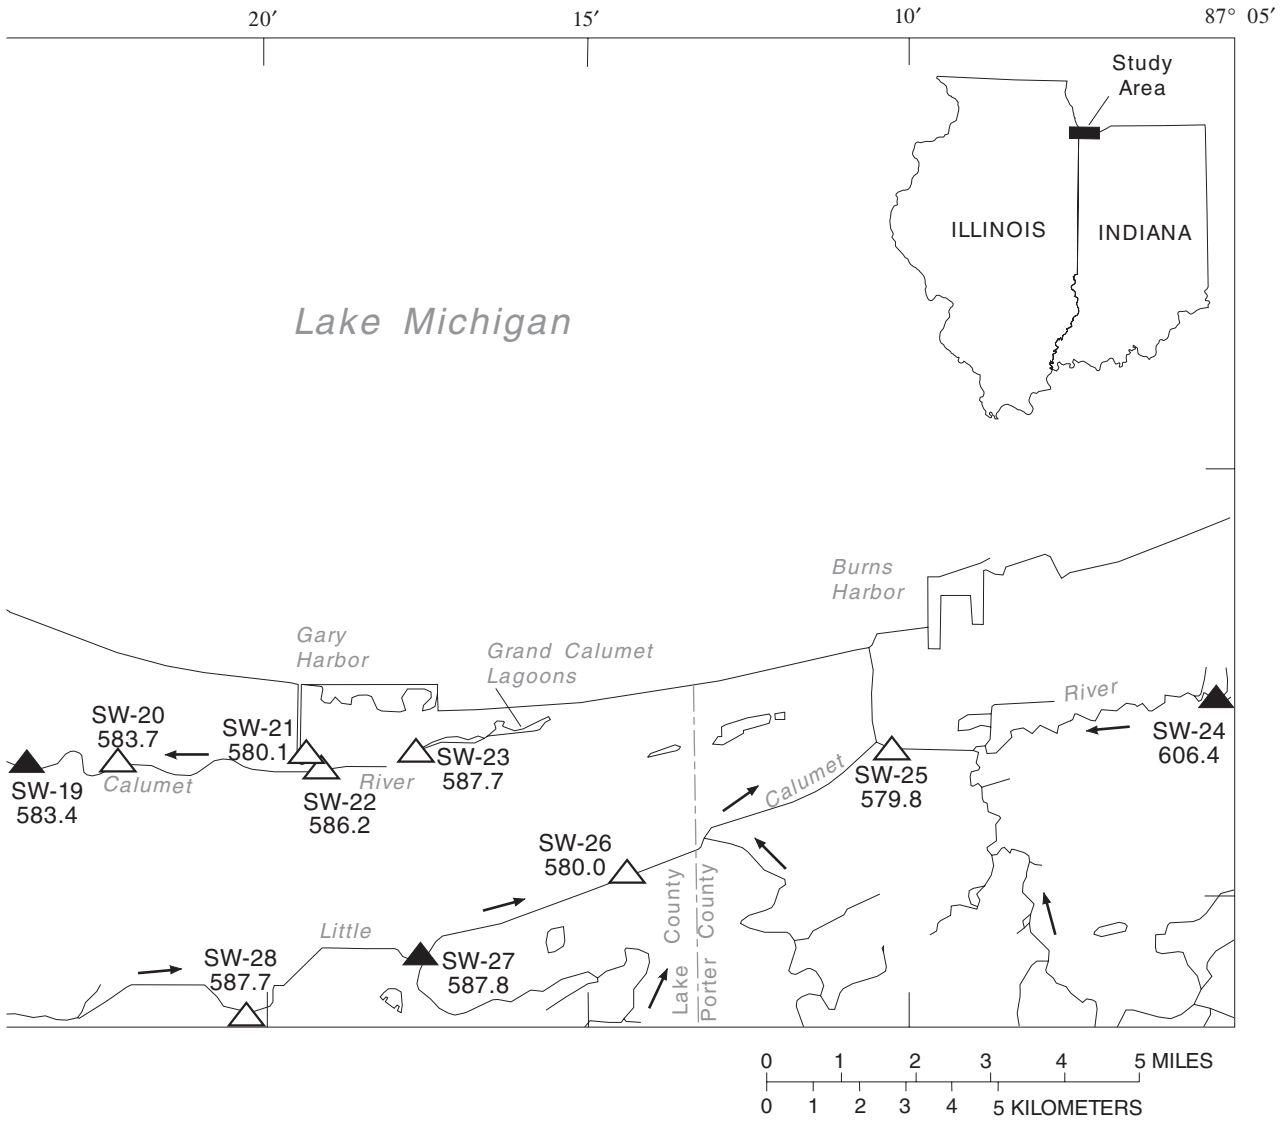 20′
15′
10′
87° 05′
Study
Area
ILLINOIS
INDIANA
Lake Michigan
Burns
Harbor
Gary
Harbor
Grand Calumet
Lagoons
River
SW-20
583.7
SW-21
580.1
SW-23
587.7
SW-24
606.4
SW-19
583.4
Calumet
River
SW-22
586.2
Calumet
SW-25
579.8
SW-26
580.0
Lake County
Porter County
Little
SW-28
587.7
SW-27
587.8
0 1 2 3 4 5 MILES
0 1 2 3 4 5 KILOMETERS